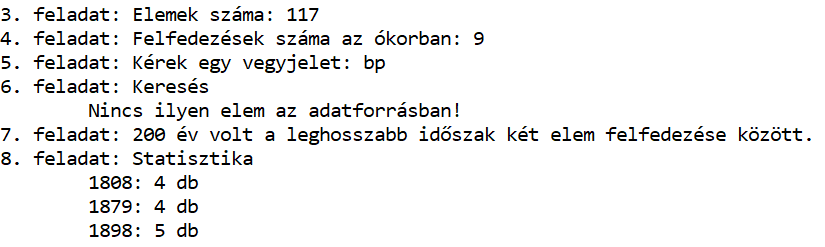 3. feladat: Elemek száma: 117
4. feladat: Felfedezések száma az ókorban: 9
5. feladat: Kérek egy vegyjelet: bp
6. feladat: Keresés
Nincs ilyen elem az adatforrásban!
7. feladat: 200 év volt a leghosszabb időszak két elem felfedezése között.
8. feladat: Statisztika
1808: 4 db
1879: 4 db
1898: 5 db